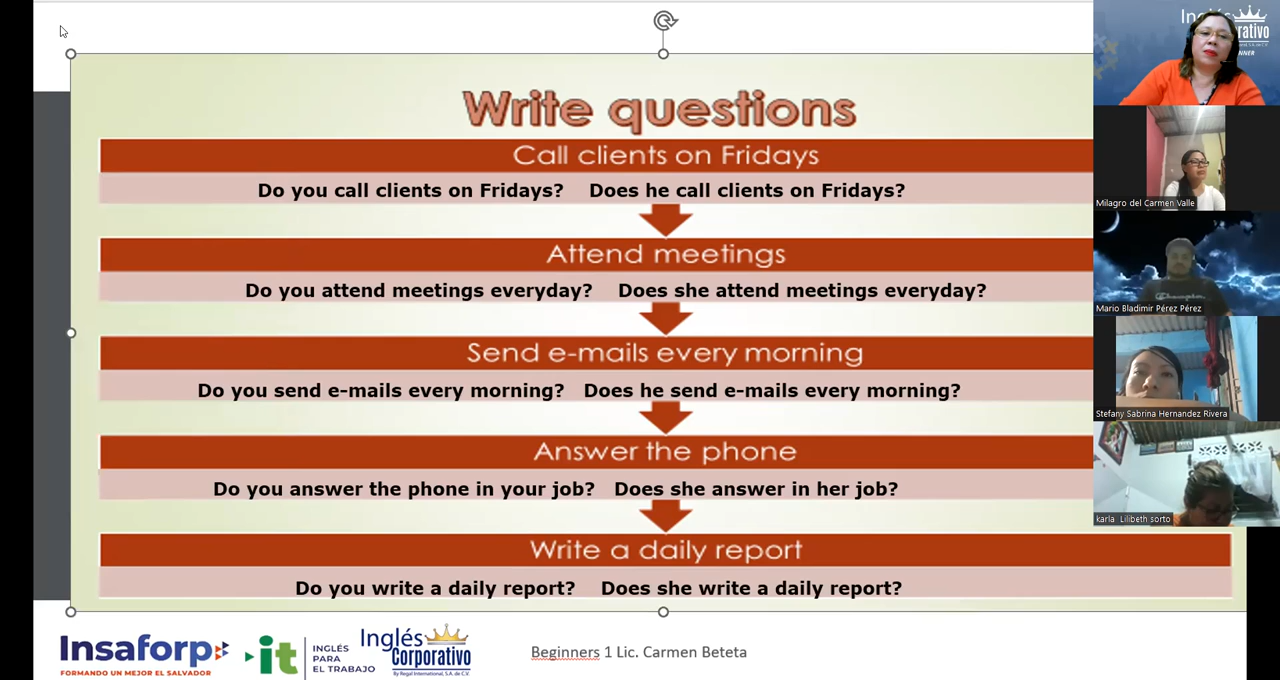 Write questions
Call clients on Fridays
Do you call clients on Fridays? Does he call clients on Fridays?
Attend meetings
Do you attend meetings everyday? Does she attend meetings everyday?
Send e-mails every morning
Do you send e-mails every morning? Does he send e-mails every morning?
Answer the phone
Do you answer the phone in your job? Does she answer in her job?
Write a daily report
Do you write a daily report? Does she write a daily report?
Insaforp
FORMANDO UN MEJOR EL SALVADOR
it
INGLÉS
PARA
EL TRABAJO
Inglés
Corporativo
By Regal International, S.A. de C.V.
Beginners 1 Lic. Carmen Beteta
Milagro del Carmen Valle
Mario Bladimir Pérez Pérez
Stefany Sabrina Hernandez Rivera
karla Lilibeth sorto